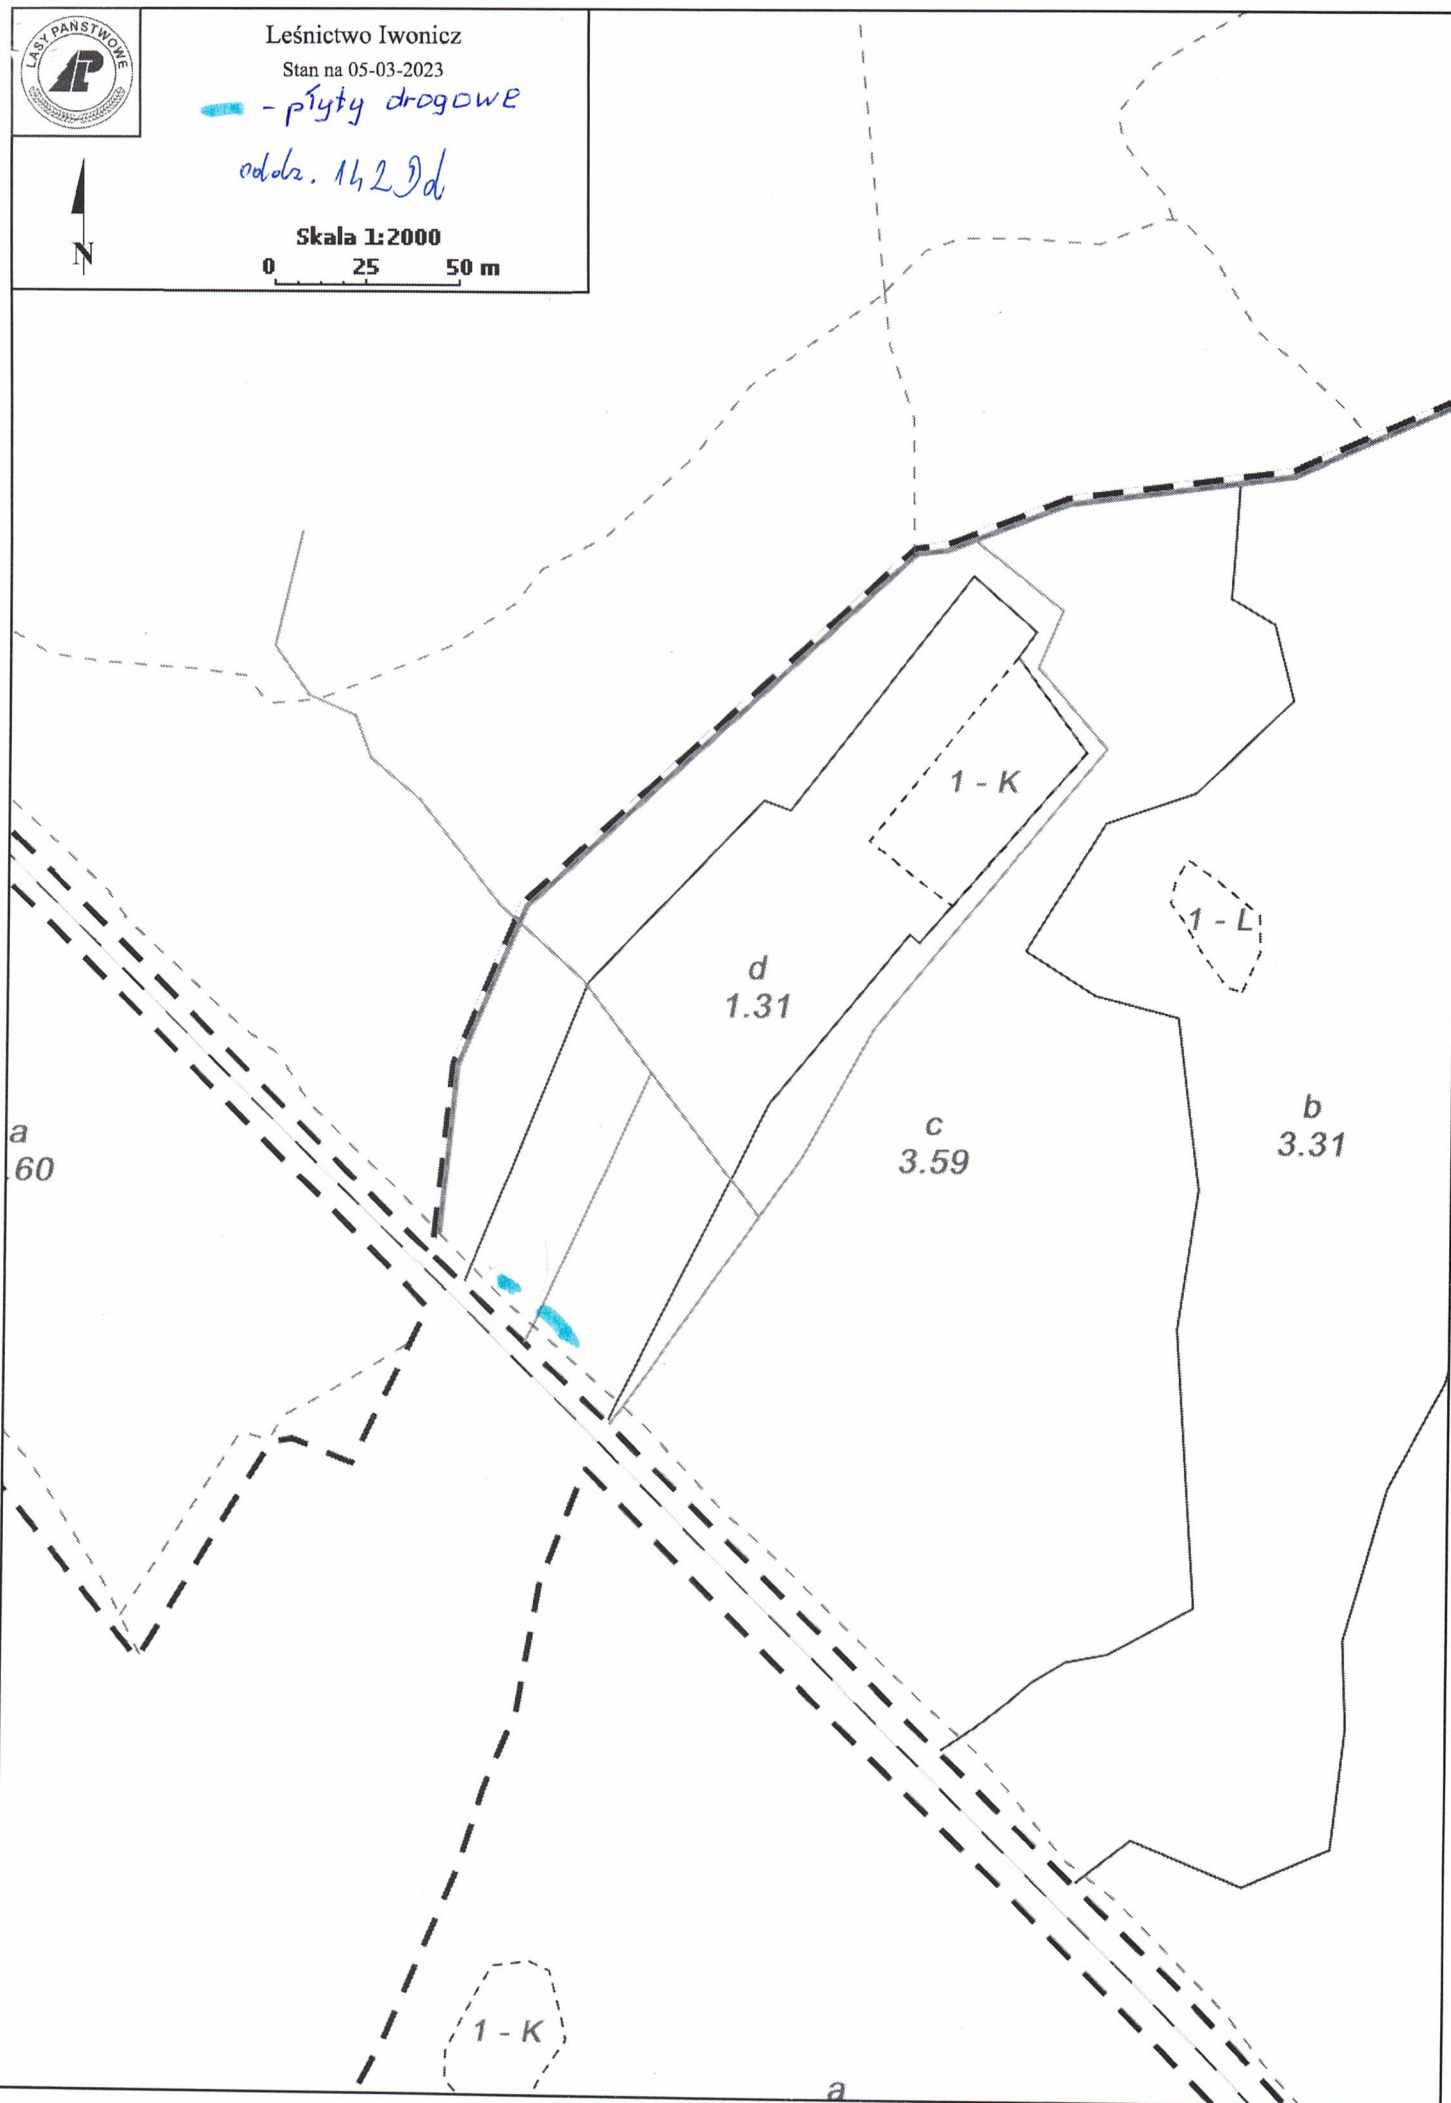 LASY PAŃSTWOWE
Leśnictwo Iwonicz
Stan na 05-03-2023
- płyty drogowe
oddz. 142 Dd
N
Skala 1:2000
0 25 50 m
1 - K
1 - L
d
1.31
a
.60
c
3.59
b
3.31
1 - K
a